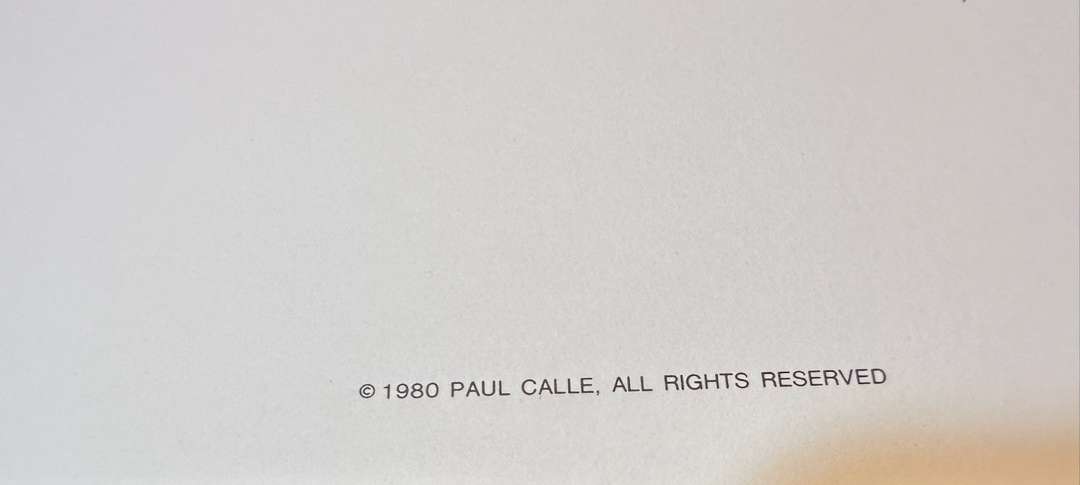 © 1980 PAUL CALLE, ALL RIGHTS RESERVED